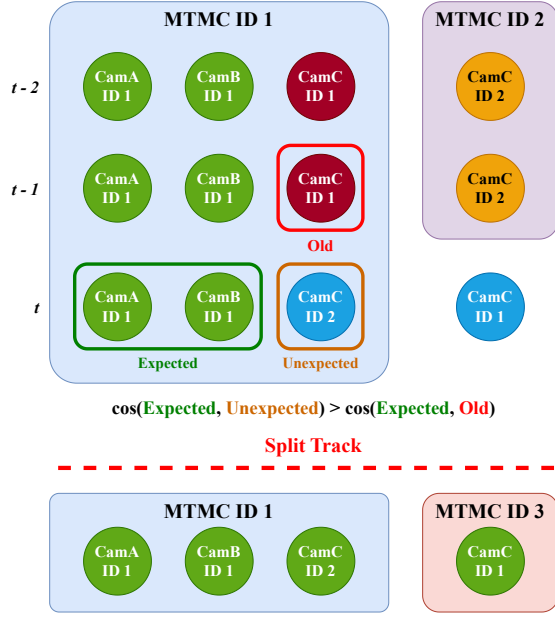 MTMC ID 1
MTMC ID 2
t - 2
CamA
ID 1
CamB
ID 1
CamC
ID 1
CamC
ID 2
t - 1
CamA
ID 1
CamB
ID 1
CamC
ID 1
CamC
ID 2
Old
t
CamA
ID 1
CamB
ID 1
CamC
ID 2
CamC
ID 1
Expected
Unexpected
cos(Expected, Unexpected) > cos(Expected, Old)
Split Track
MTMC ID 1
MTMC ID 3
CamA
ID 1
CamB
ID 1
CamC
ID 2
CamC
ID 1